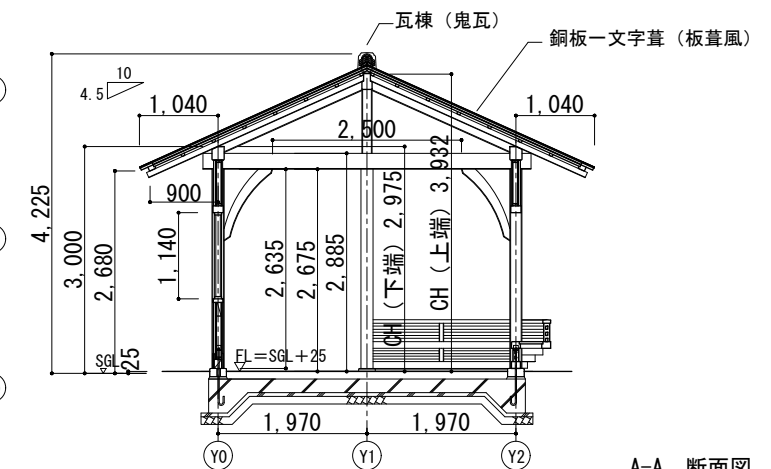 瓦棟（鬼瓦）
銅板一文字葺（板葺風）
10
4.5
1,040
1,040
2,500
900
4,225
3,000
2,680
1,140
2,635
2,675
2,885
CH（下端）2,975
CH（上端）3,932
SGL
25
FL=SGL+25
1,970
1,970
Y0
Y1
Y2
A-A 断面図